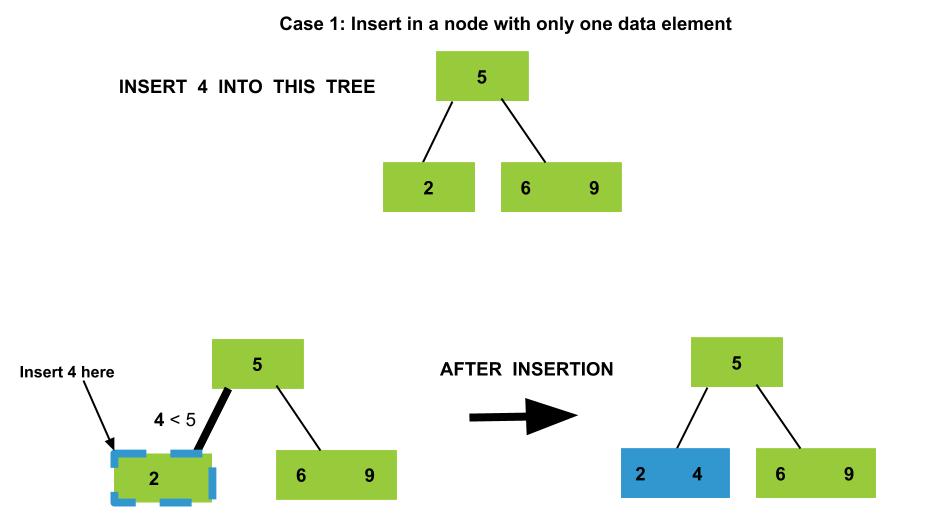 Case 1: Insert in a node with only one data element
INSERT 4 INTO THIS TREE
5
2
6 9
Insert 4 here
4 < 5
5
2
6 9
AFTER INSERTION
5
2 4
6 9